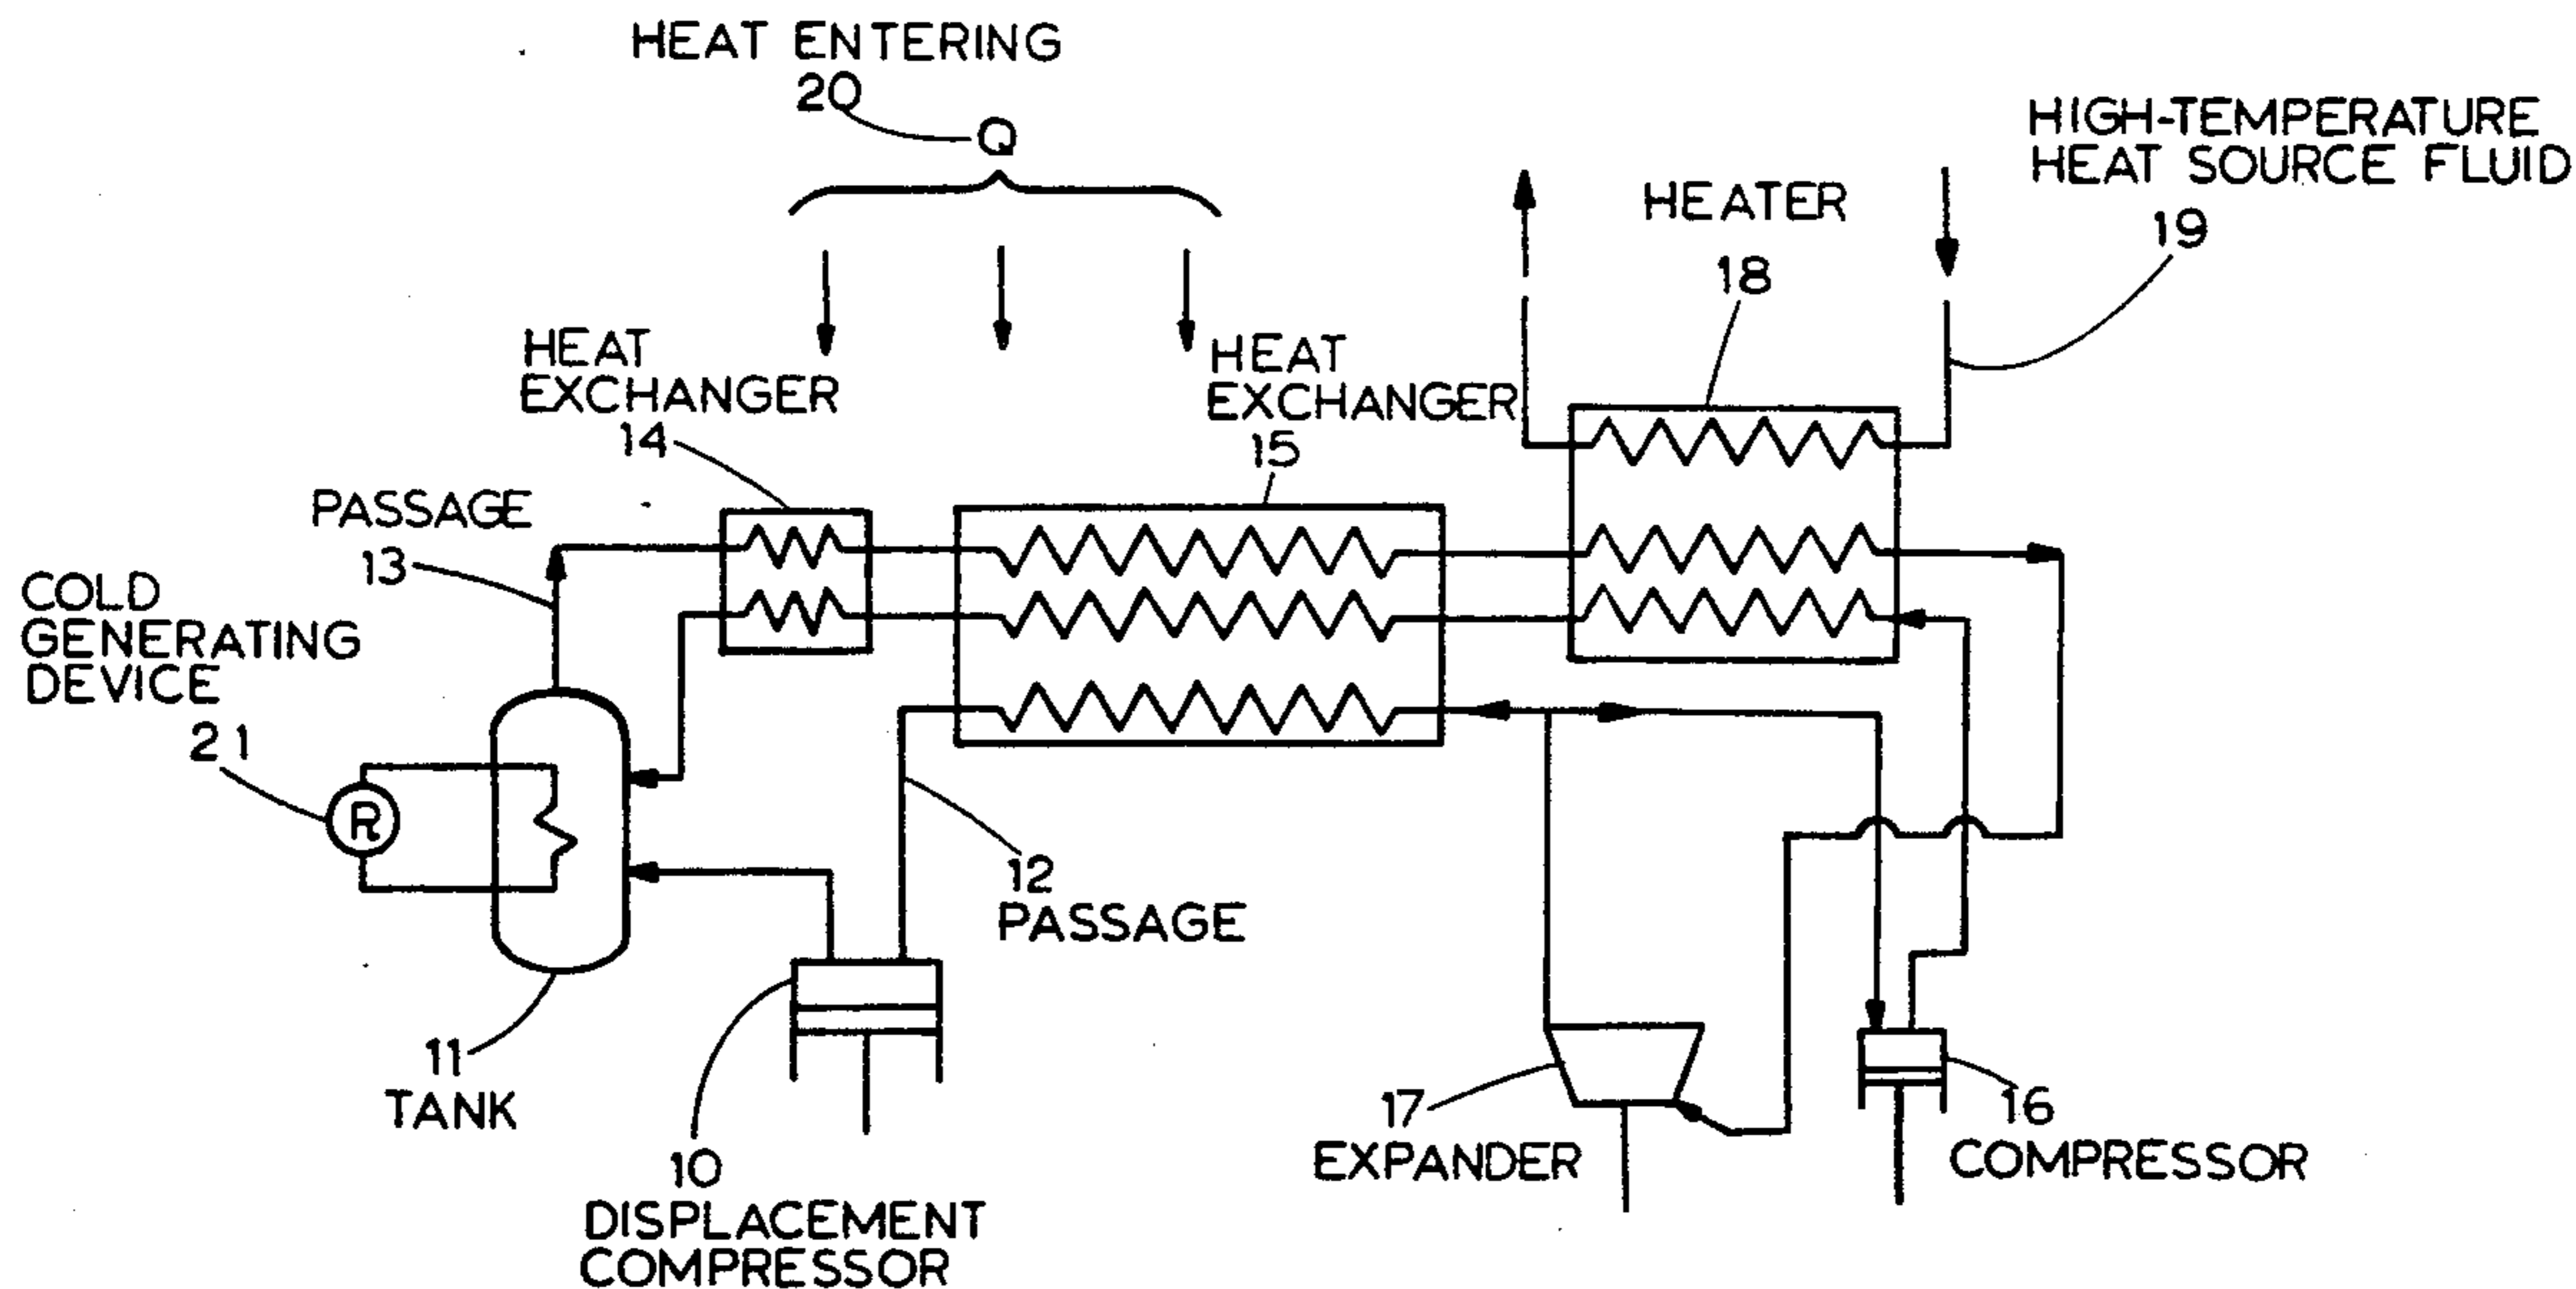 HEAT ENTERING
20
Q
HIGH-TEMPERATURE
HEAT SOURCE FLUID
19
HEATER
18
HEAT
EXCHANGER
14
HEAT
EXCHANGER
15
PASSAGE
13
COLD
GENERATING
DEVICE
21
R
12
PASSAGE
11
TANK
10
DISPLACEMENT
COMPRESSOR
17
EXPANDER
16
COMPRESSOR